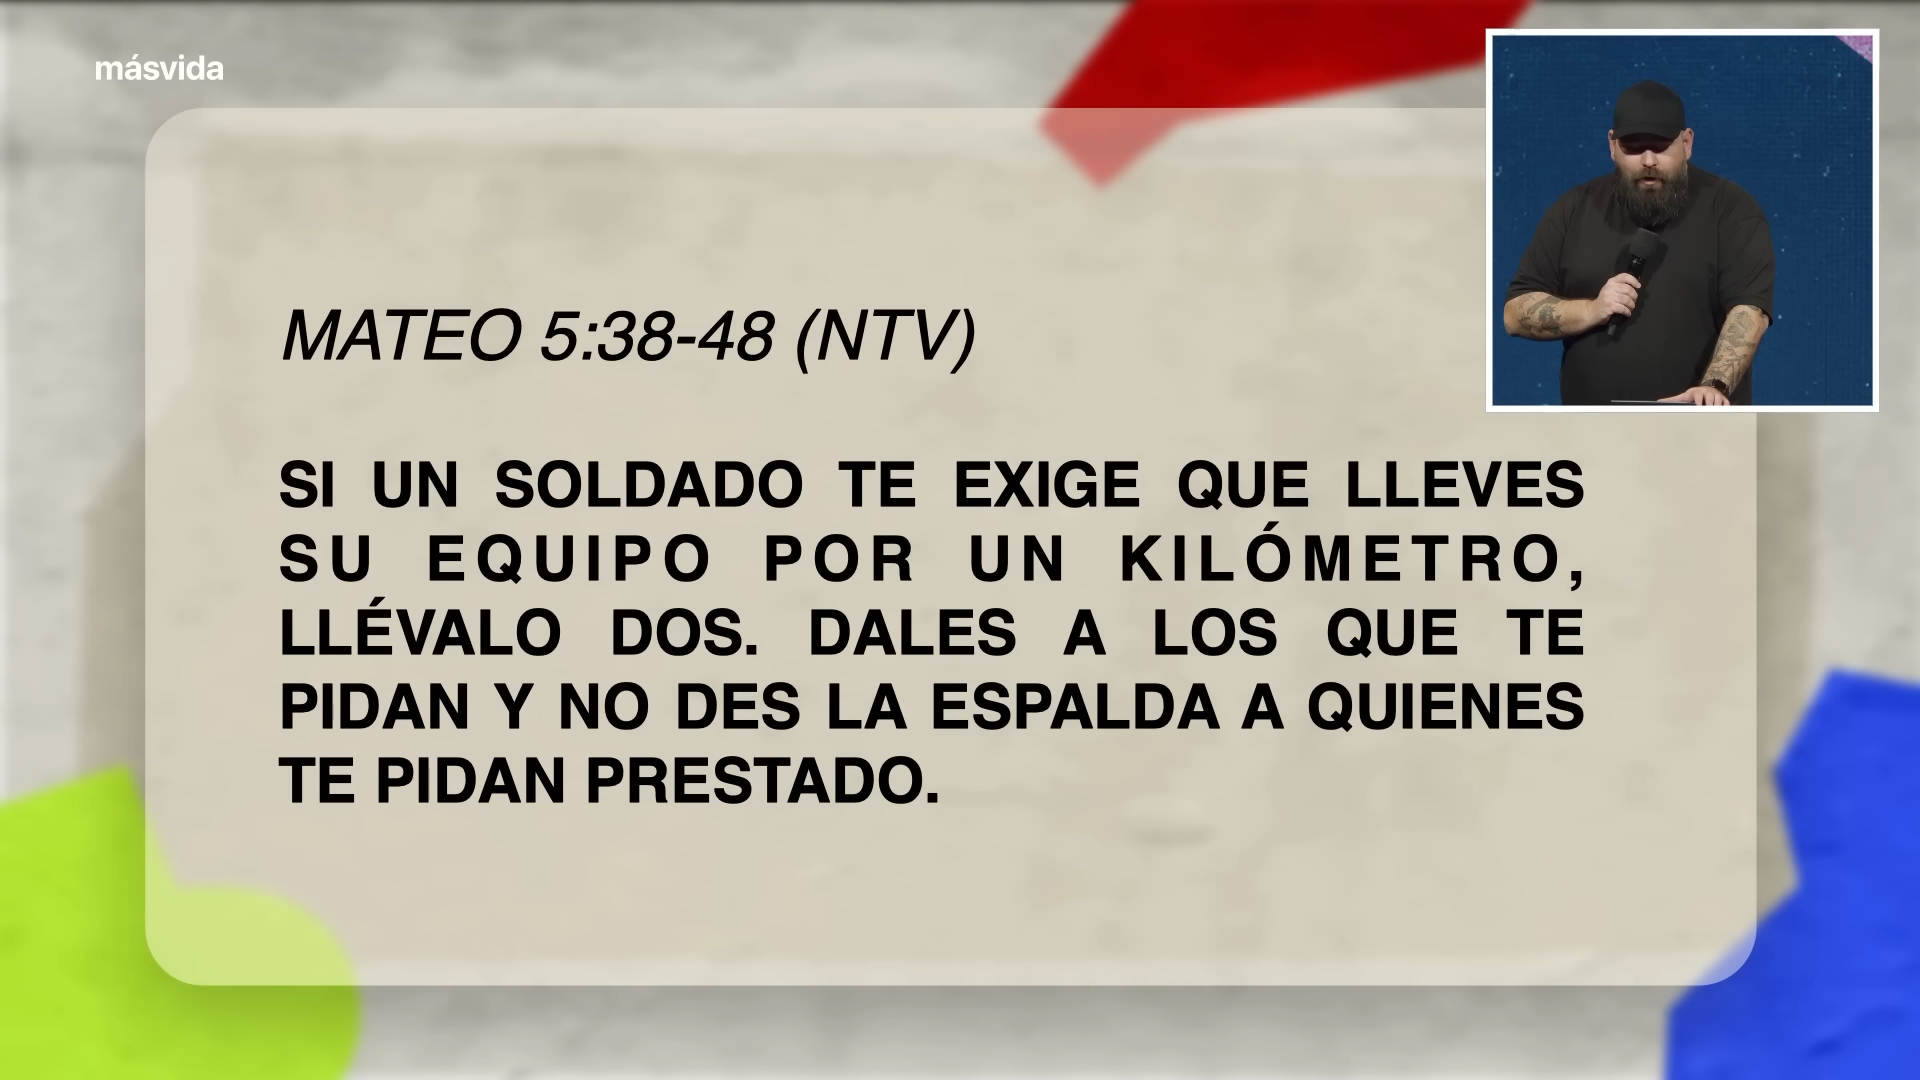 másvida
MATEO 5:38-48 (NTV)
SI UN SOLDADO TE EXIGE QUE LLEVES
SU EQUIPO POR UN KILÓMETRO,
LLÉVALO DOS. DALES A LOS QUE TE
PIDAN Y NO DES LA ESPALDA A QUIENES
TE PIDAN PRESTADO.